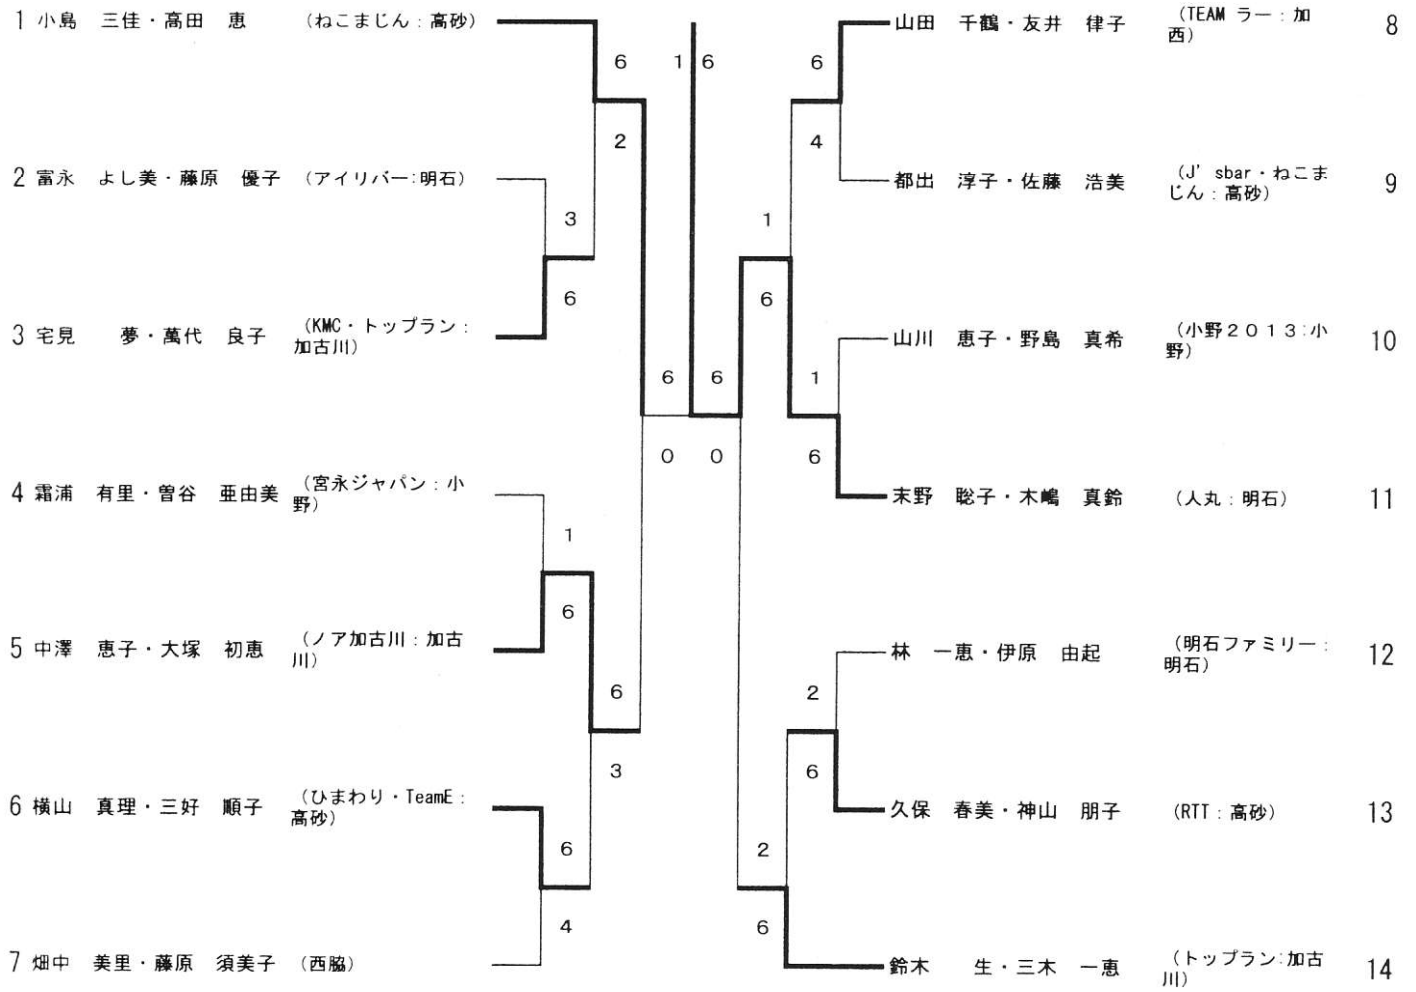 1 小島　三佳・高田　恵　（ねこまじん：高砂）
6
2
2 富永　よし美・藤原　優子　（アイリバー：明石）
3
6
3 宅見　　夢・萬代　良子　（KMC・トップラン：
加古川）
6
0
4 霜浦　有里・曽谷　亜由美　（宮永ジャパン：小
野）
1
6
5 中澤　恵子・大塚　初恵　（ノア加古川：加古
川）
6
3
6 横山　真理・三好　順子　（ひまわり・TeamE：
高砂）
6
4
7 畑中　美里・藤原　須美子　（西脇）
1 6
山田　千鶴・友井　律子　（TEAM ラー：加
西）　8
6
4
都出　淳子・佐藤　浩美　（J'sbar・ねこま
じん：高砂）　9
1
6
山川　恵子・野島　真希　（小野２０１３：小
野）　10
1
6
末野　聡子・木嶋　真鈴　（人丸：明石）　11
6
0
林　一恵・伊原　由起　（明石ファミリー：
明石）　12
2
6
久保　春美・神山　朋子　（RTT：高砂）　13
2
6
鈴木　　生・三木　一恵　（トップラン：加古
川）　14